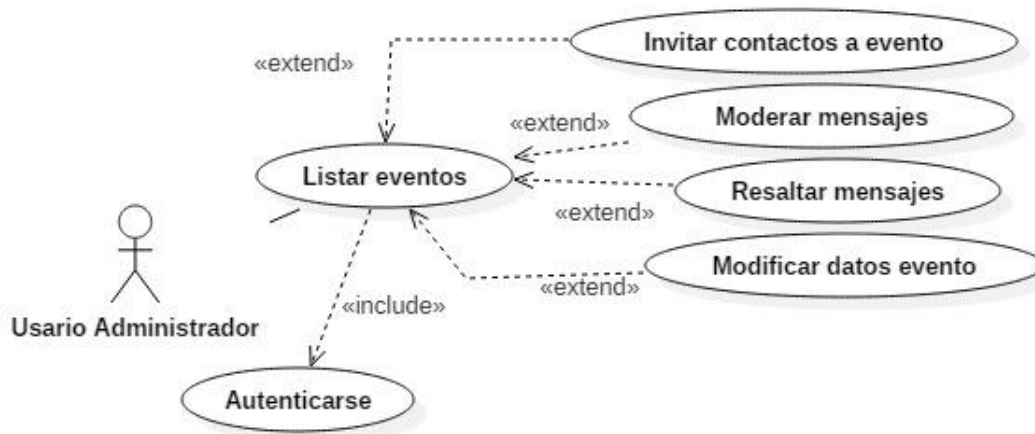 Invitar contactos a evento
«extend»
Moderar mensajes
«extend»
Listar eventos
Resaltar mensajes
«extend»
Modificar datos evento
«extend»
«include»
Usario Administrador
Autenticarse